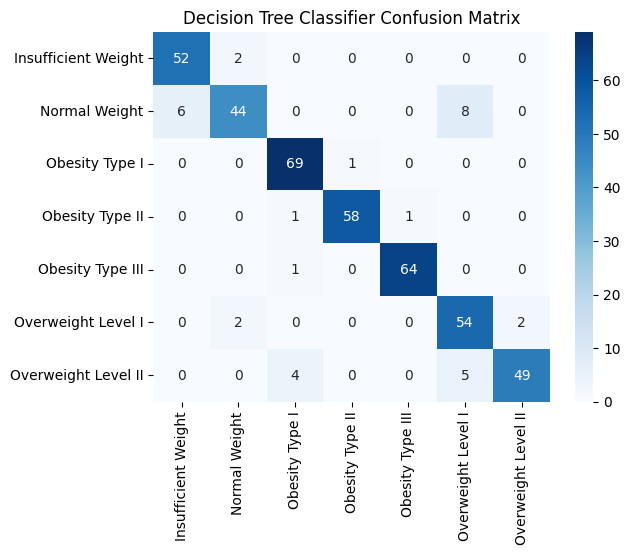 Decision Tree Classifier Confusion Matrix
Insufficient Weight 52 2 0 0 0 0 0
Normal Weight 6 44 0 0 0 8 0
Obesity Type I 0 0 69 1 0 0 0
Obesity Type II 0 0 1 58 1 0 0
Obesity Type III 0 0 1 0 64 0 0
Overweight Level I 0 2 0 0 0 54 2
Overweight Level II 0 0 4 0 0 5 49
Insufficient Weight
Normal Weight
Obesity Type I
Obesity Type II
Obesity Type III
Overweight Level I
Overweight Level II
60
50
40
30
20
10
0